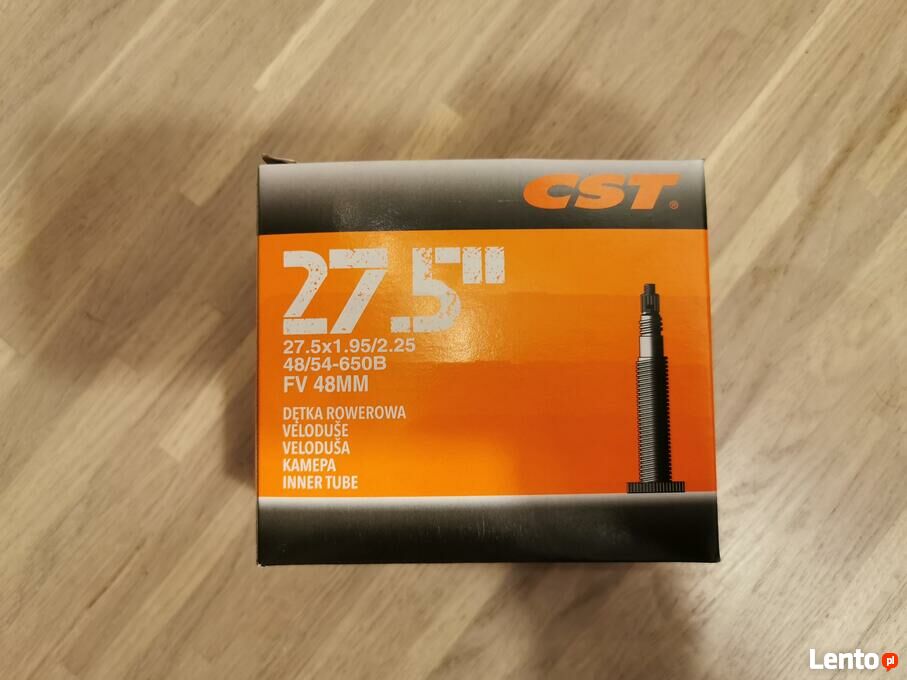 CST®
27.5"
27.5x1.95/2.25
48/54-650B
FV 48MM
DĘTKA ROWEROWA
VELODUŠE
VELODUŠA
КАМЕРА
INNER TUBE
Lento pl